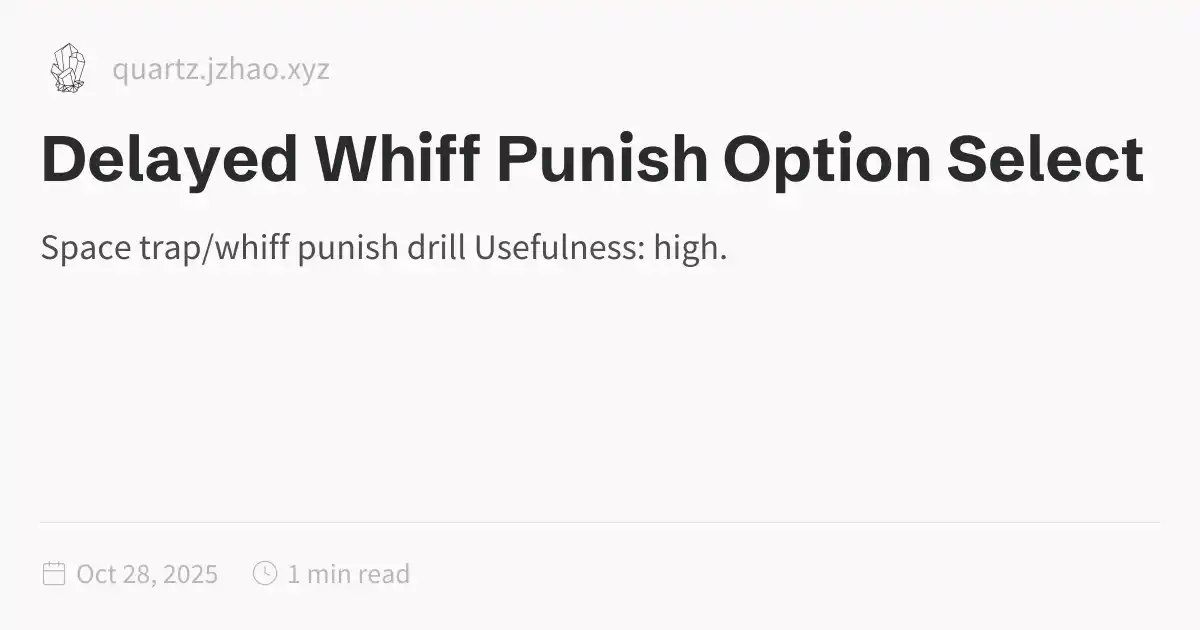 quartz.jzhao.xyz
Delayed Whiff Punish Option Select
Space trap/whiff punish drill Usefulness: high.
Oct 28, 2025 1 min read